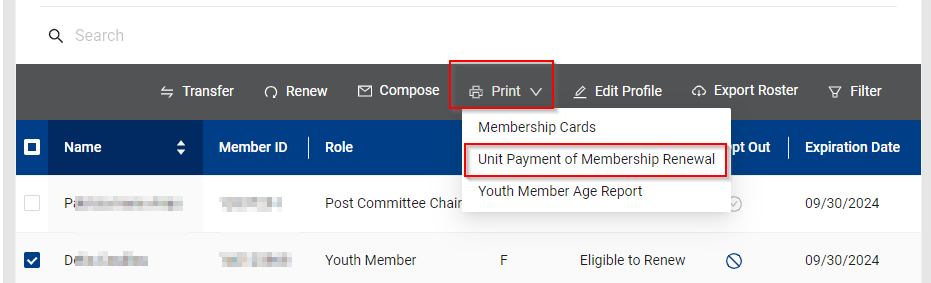 Search
Transfer Renew Compose Print Edit Profile Export Roster Filter
Membership Cards
Name Member ID Role Unit Payment of Membership Renewal pt Out Expiration Date
Youth Member Age Report
Post Committee Chair 09/30/2024
Youth Member F Eligible to Renew 09/30/2024